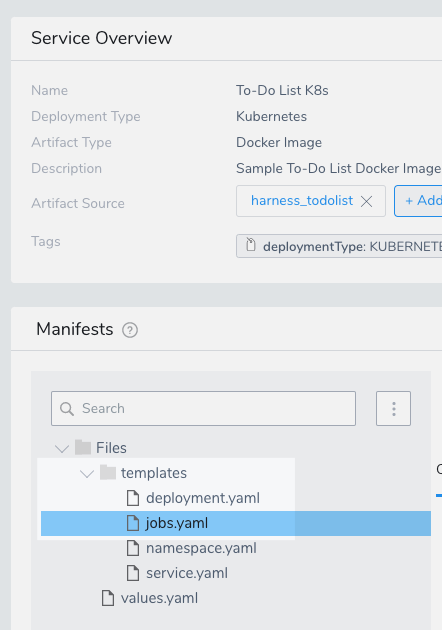 Service Overview
Name To-Do List K8s
Deployment Type Kubernetes
Artifact Type Docker Image
Description Sample To-Do List Docker Image
Artifact Source harness_todolist + Add
Tags deploymentType: KUBERNETE
Manifests ?
Search
Files
templates
deployment.yaml
jobs.yaml
namespace.yaml
service.yaml
values.yaml